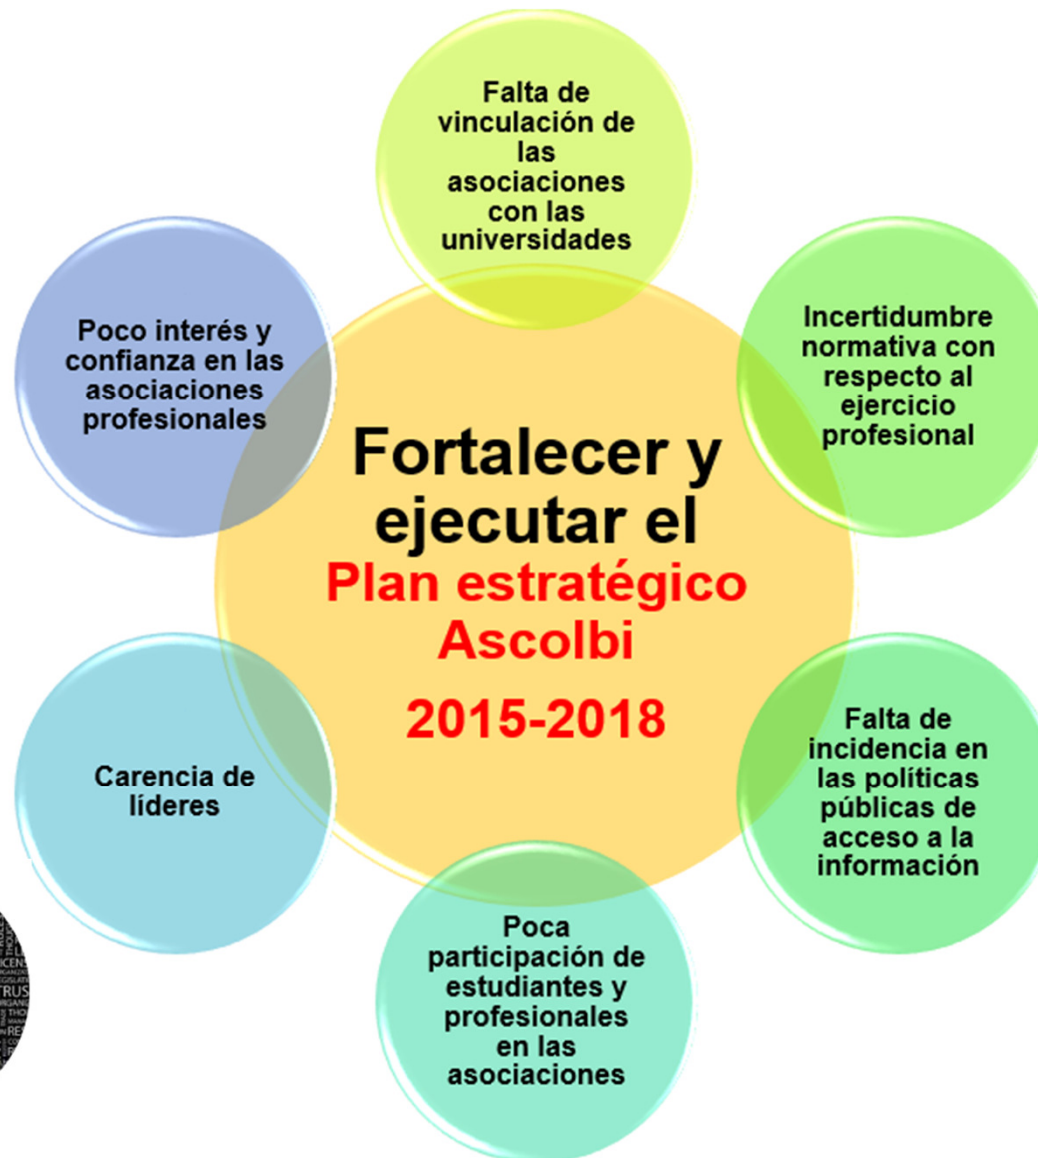 Falta de
vinculación de
las
asociaciones
con las
universidades
Poco interés y
confianza en las
asociaciones
profesionales
Incertidumbre
normativa con
respecto al
ejercicio
profesional
Fortalecer y
ejecutar el
Plan estratégico
Ascolbi
2015-2018
Carencia de
líderes
Falta de
incidencia en
las políticas
públicas de
acceso a la
información
Poca
participación de
estudiantes y
profesionales
en las
asociaciones